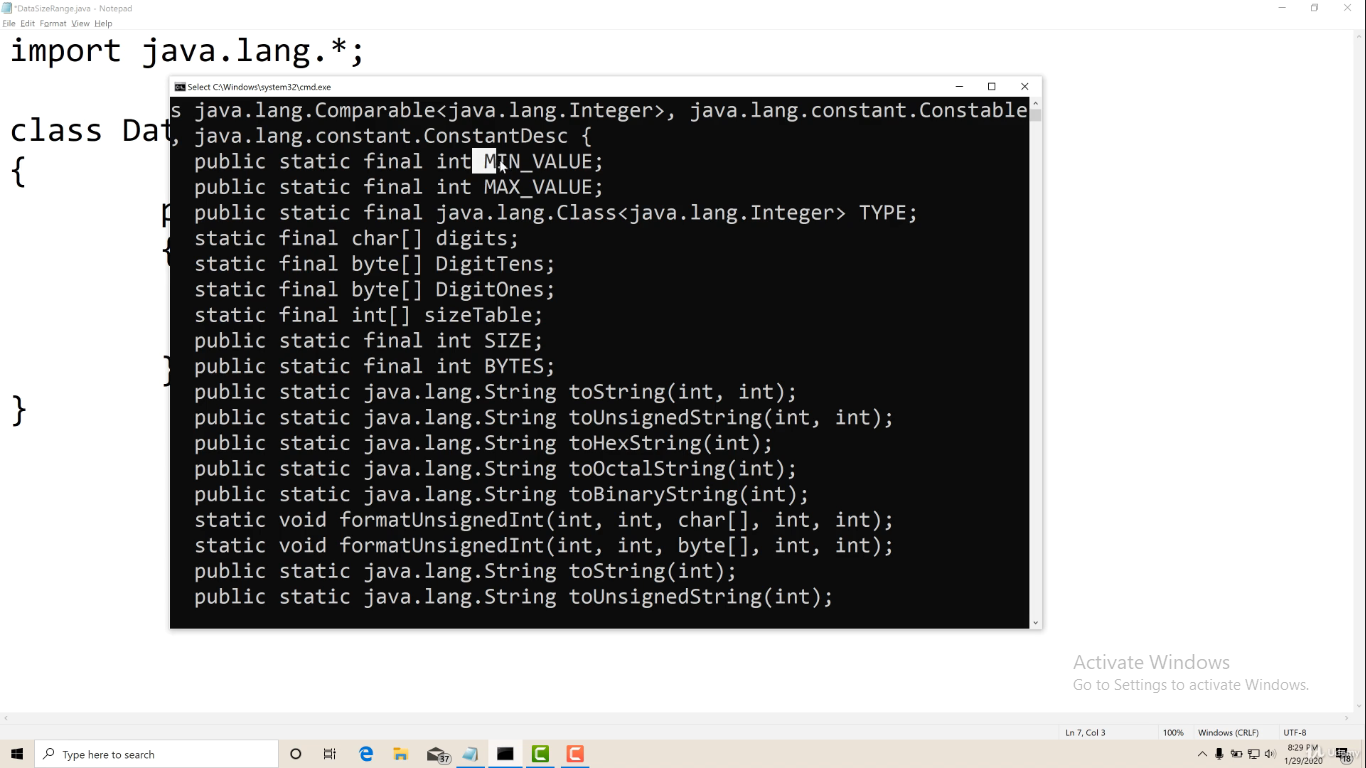 *DataSizeRange.java - Notepad
File Edit Format View Help
import java.lang.*;
Select C:\Windows\system32\cmd.exe
s java.lang.Comparable<java.lang.Integer>, java.lang.constant.Constable
class Dat
, java.lang.constant.ConstantDesc {
{
public static final int MIN_VALUE;
public static final int MAX_VALUE;
p
public static final java.lang.Class<java.lang.Integer> TYPE;
static final char[] digits;
{
static final byte[] DigitTens;
static final byte[] DigitOnes;
static final int[] sizeTable;
public static final int SIZE;
}
public static final int BYTES;
public static java.lang.String toString(int, int);
}
public static java.lang.String toUnsignedString(int, int);
public static java.lang.String toHexString(int);
public static java.lang.String toOctalString(int);
public static java.lang.String toBinaryString(int);
static void formatUnsignedInt(int, int, char[], int, int);
static void formatUnsignedInt(int, int, byte[], int, int);
public static java.lang.String toString(int);
public static java.lang.String toUnsignedString(int);
Activate Windows
Go to Settings to activate Windows.
Ln 7, Col 3 100% Windows (CRLF) UTF-8
Type here to search
37
8:29 PM
1/29/2020
18